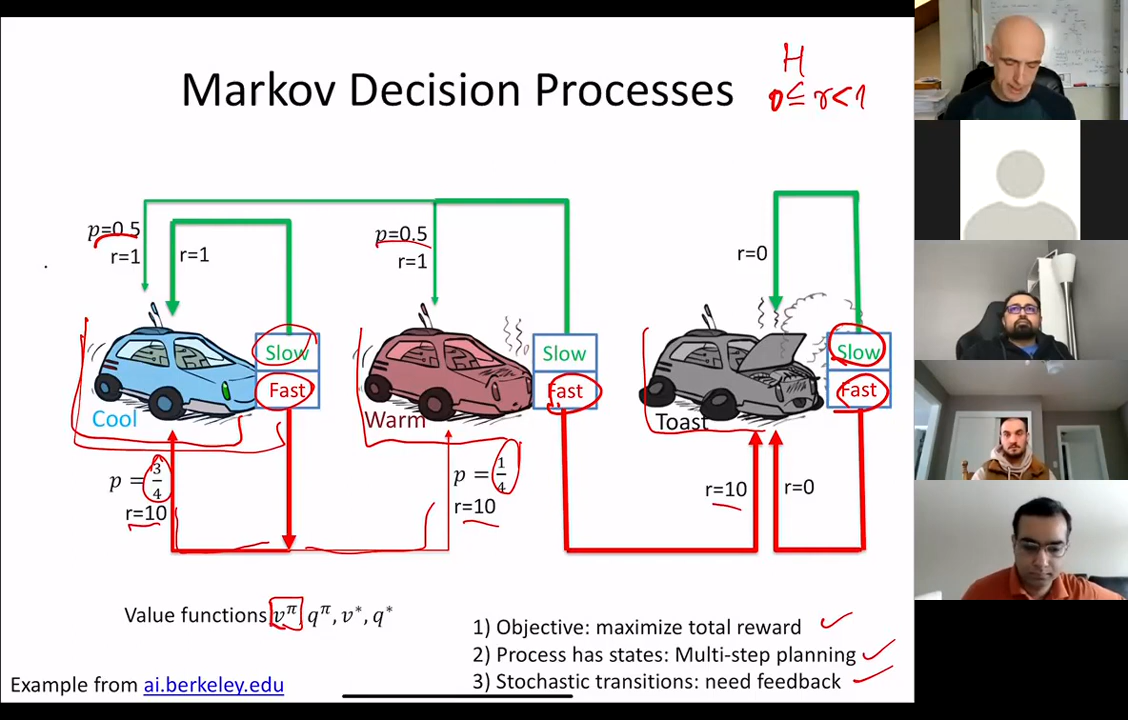 Markov Decision Processes
H
0≤r<1
p=0.5
r=1
r=1
p=0.5
r=1
r=0
Slow
Fast
Slow
Fast
Slow
Fast
Cool
Warm
Toast
p = 3/4
r=10
p = 1/4
r=10
r=10
r=0
Value functions v^π q^π, v*, q*
1) Objective: maximize total reward
2) Process has states: Multi-step planning
3) Stochastic transitions: need feedback
Example from ai.berkeley.edu